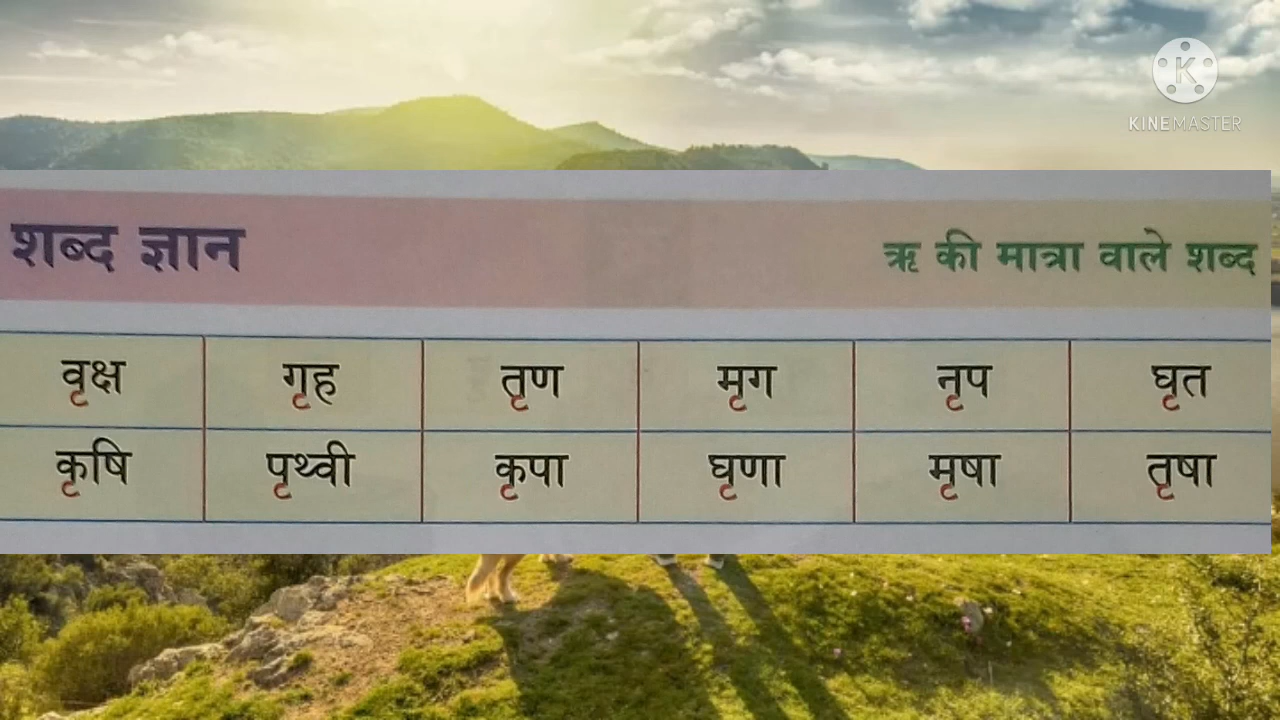 KINEMASTER
शब्द ज्ञान ऋ की मात्रा वाले शब्द
वृक्ष गृह तृण मृग नृप घृत
कृषि पृथ्वी कृपा घृणा मृषा तृषा